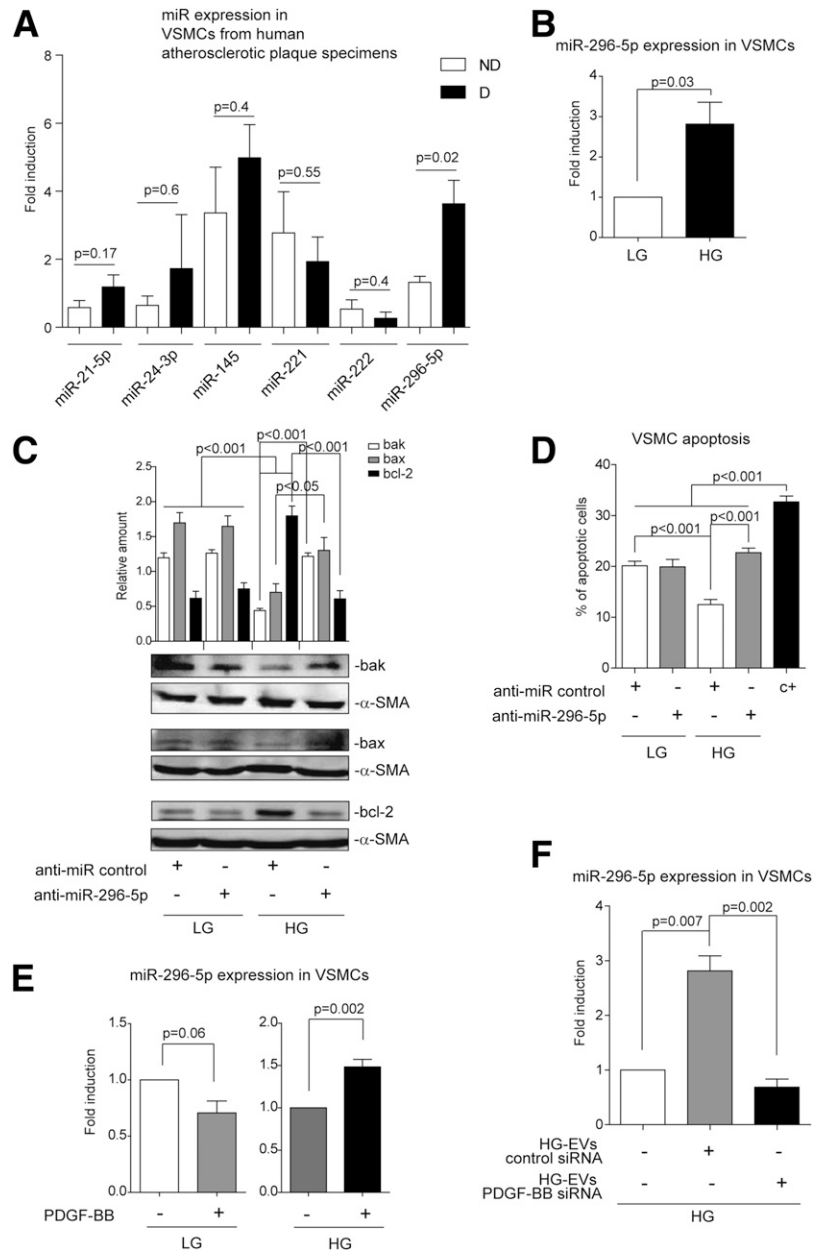 A
miR expression in
VSMCs from human
atherosclerotic plaque specimens
ND
D
Fold induction
8
6
4
2
0
p=0.17
p=0.6
p=0.4
p=0.55
p=0.4
p=0.02
miR-21-5p
miR-24-3p
miR-145
miR-221
miR-222
miR-296-5p
B
miR-296-5p expression in VSMCs
Fold induction
4
3
2
1
0
p=0.03
LG
HG
C
p<0.001
p<0.001
p<0.001
p<0.05
bak
bax
bcl-2
Relative amount
2.5
2.0
1.5
1.0
0.5
0.0
-bak
-α-SMA
-bax
-α-SMA
-bcl-2
-α-SMA
anti-miR control + - + -
anti-miR-296-5p - + - +
LG HG
D
VSMC apoptosis
% of apoptotic cells
40
30
20
10
0
p<0.001
p<0.001
p<0.001
anti-miR control + - + - c+
anti-miR-296-5p - + - +
LG HG
E
miR-296-5p expression in VSMCs
Fold induction
1.5
1.0
0.5
0.0
p=0.06
2.0
1.5
1.0
0.5
0.0
p=0.002
PDGF-BB - + - +
LG HG
F
miR-296-5p expression in VSMCs
Fold induction
4
3
2
1
0
p=0.007
p=0.002
HG-EVs
control siRNA - + -
HG-EVs
PDGF-BB siRNA - - +
HG